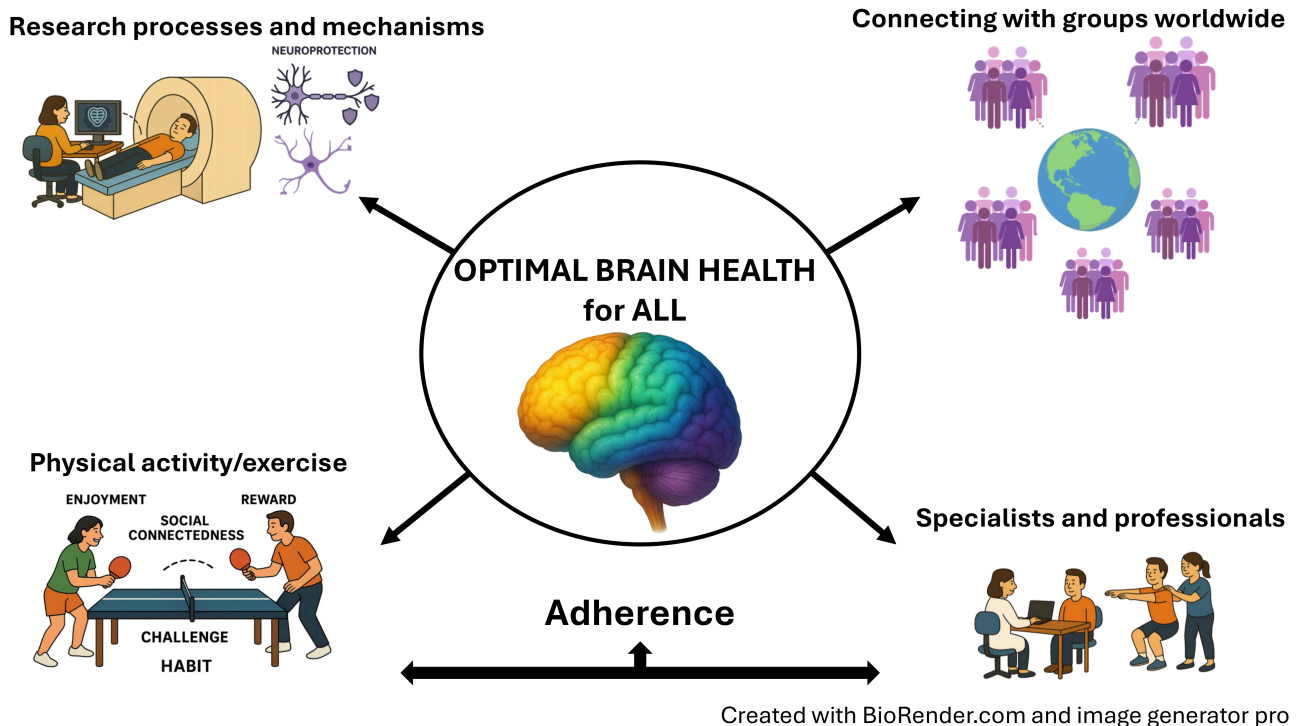 Research processes and mechanisms
NEUROPROTECTION
Connecting with groups worldwide
OPTIMAL BRAIN HEALTH
for ALL
Physical activity/exercise
ENJOYMENT
REWARD
SOCIAL
CONNECTEDNESS
CHALLENGE
HABIT
Specialists and professionals
Adherence
Created with BioRender.com and image generator pro